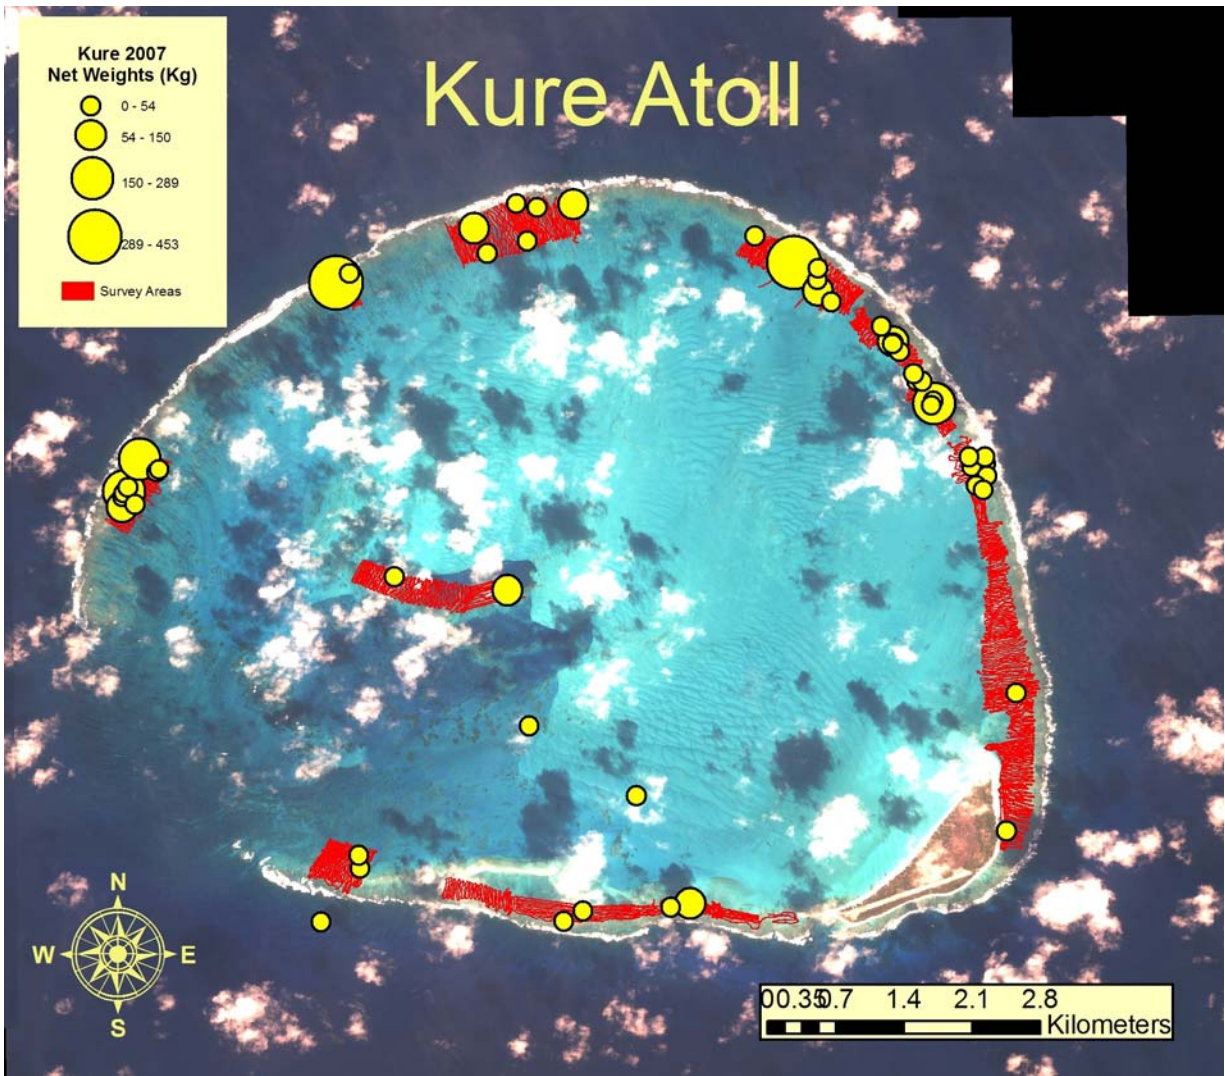 Kure 2007
Net Weights (Kg)
0 - 54
54 - 150
150 - 289
289 - 453
Survey Areas
Kure Atoll
N
W E
S
00.350.7 1.4 2.1 2.8
Kilometers